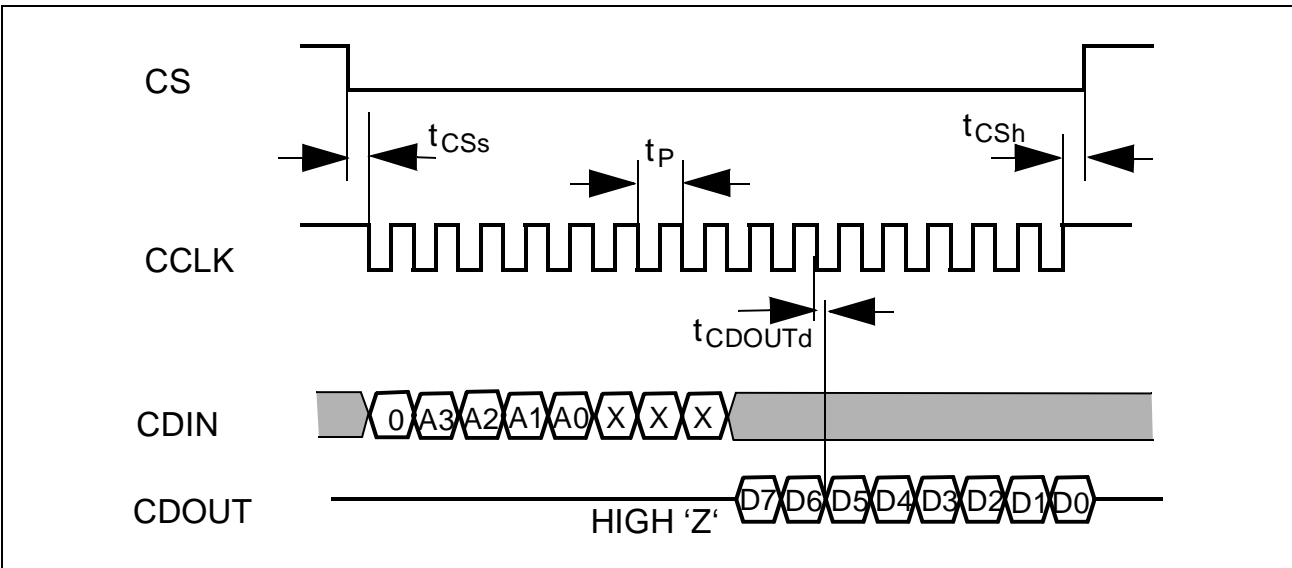 CS
tCSs
tP
tCSh
CCLK
tCDOUTd
CDIN
0 A3 A2 A1 A0 X X X
CDOUT
HIGH ‘Z‘
D7 D6 D5 D4 D3 D2 D1 D0